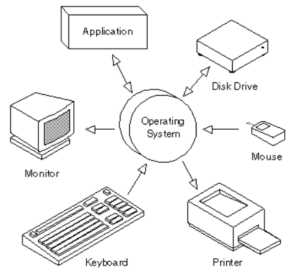 Application
Disk Drive
Operating
System
Mouse
Monitor
Keyboard
Printer